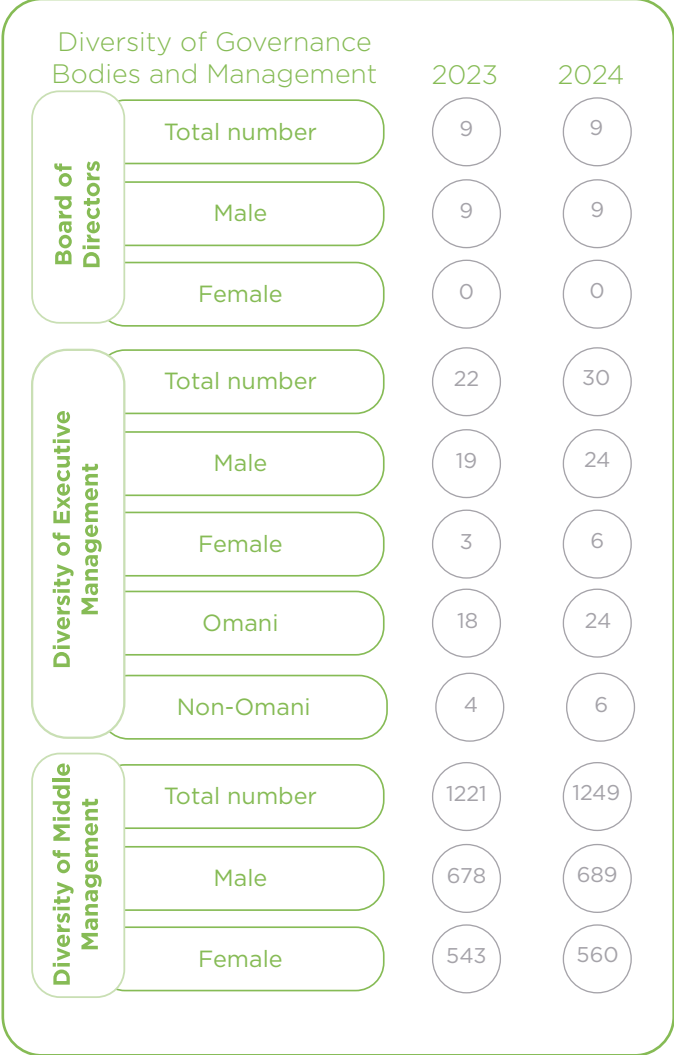 Diversity of Governance
Bodies and Management 2023 2024
Board of
Directors
Total number 9 9
Male 9 9
Female 0 0
Diversity of Executive
Management
Total number 22 30
Male 19 24
Female 3 6
Omani 18 24
Non-Omani 4 6
Diversity of Middle
Management
Total number 1221 1249
Male 678 689
Female 543 560